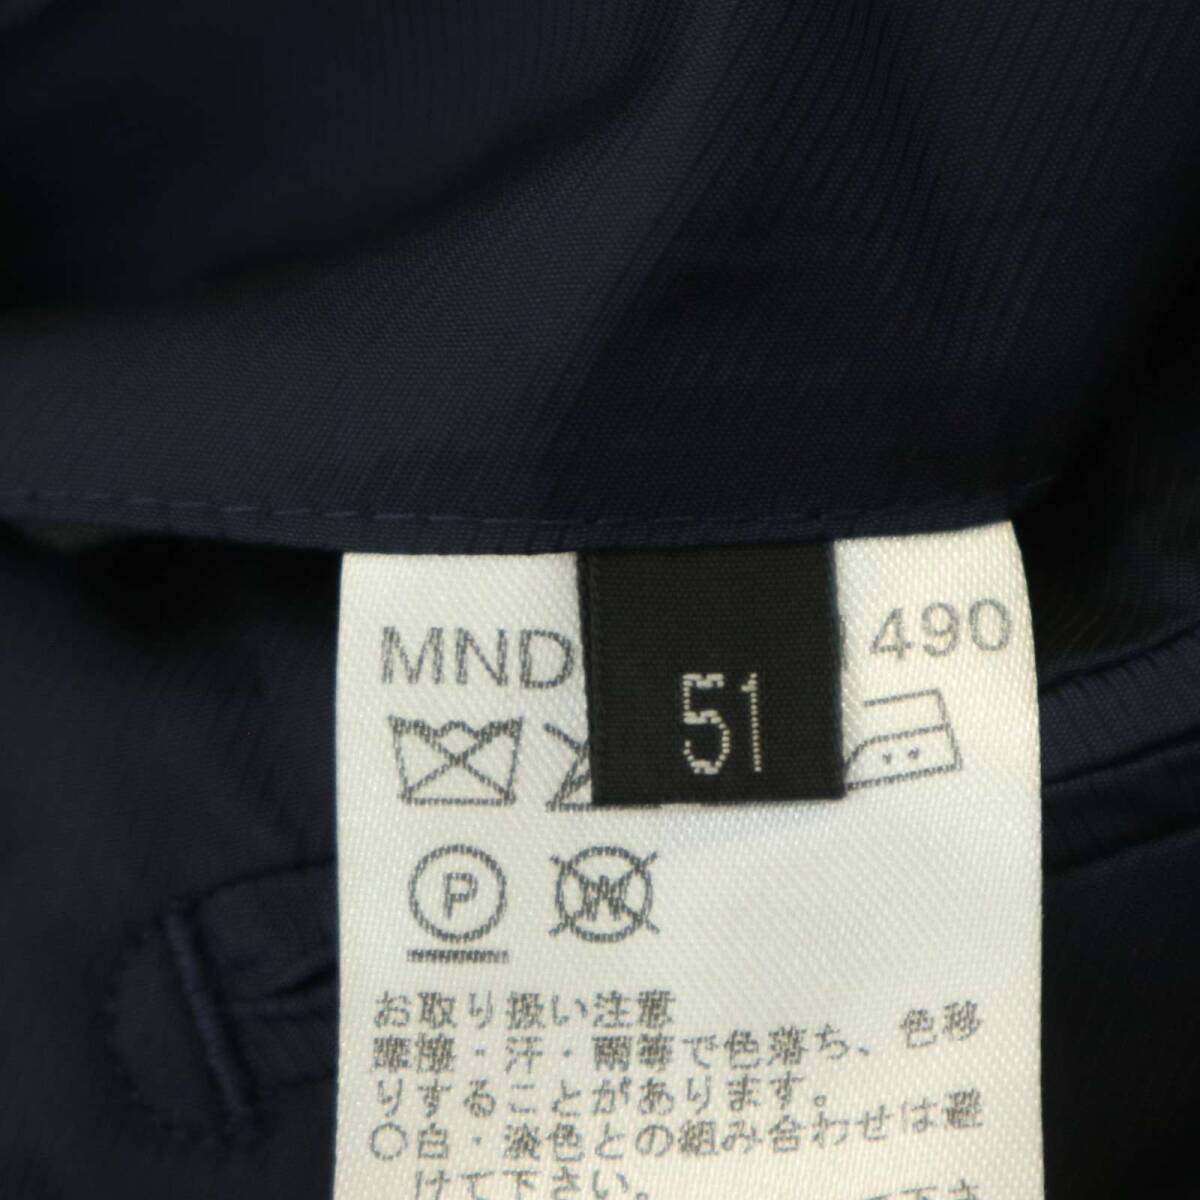 MND 490
51
P
W
お取り扱い注意
摩擦・汗・雨等で色落ち、色移
りすることがあります。
○白・淡色との組み合わせは避
けて下さい。